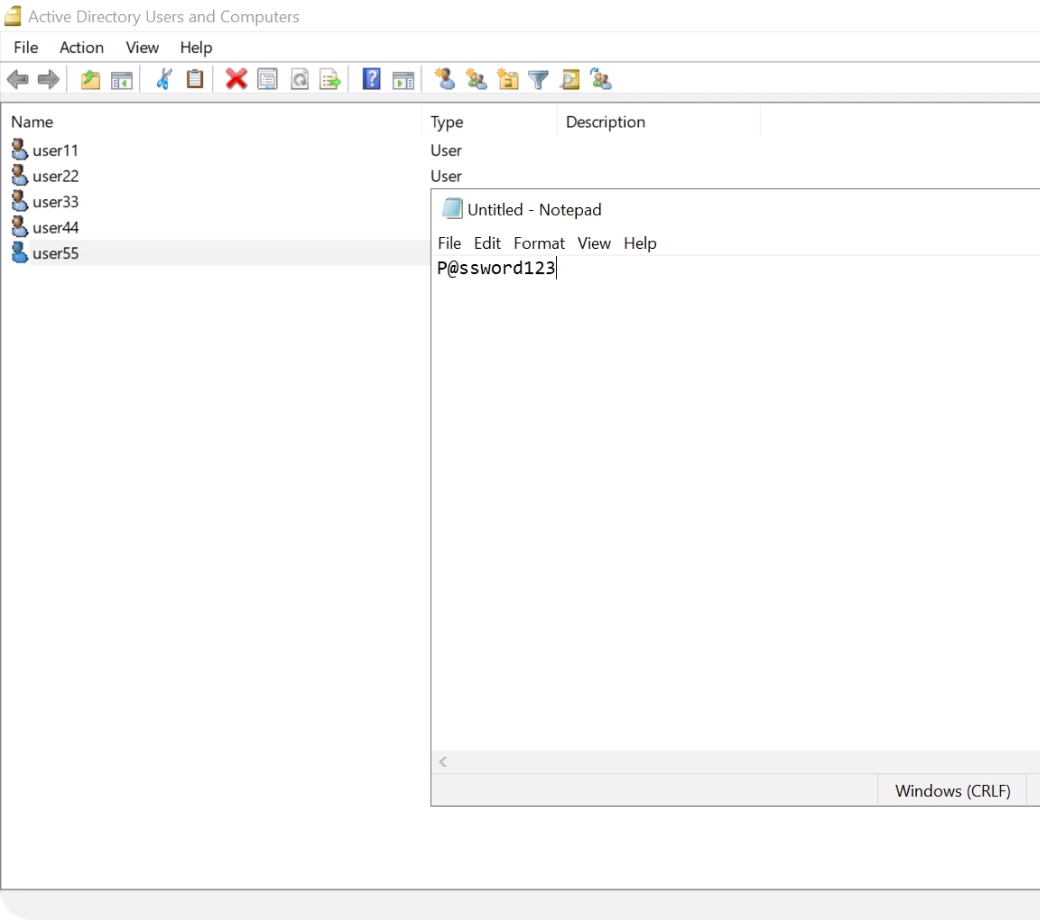 Active Directory Users and Computers
File Action View Help
Name Type Description
user11 User
user22 User
user33
user44
user55
Untitled - Notepad
File Edit Format View Help
P@ssword123
Windows (CRLF)